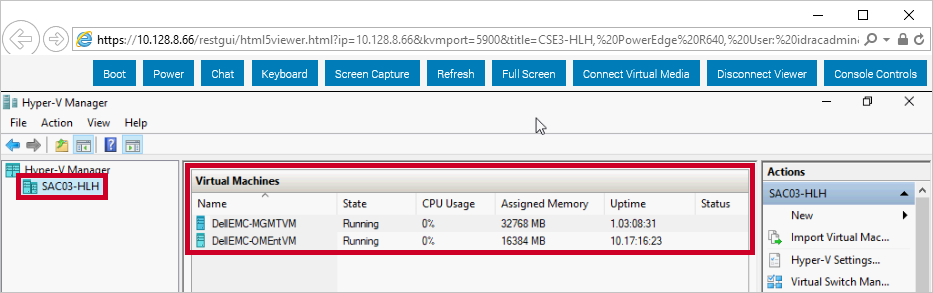 https://10.128.8.66/restgui/html5viewer.html?ip=10.128.8.66&kvmport=5900&title=CSE3-HLH,%20PowerEdge%20R640,%20User:%20idracadmin
Boot Power Chat Keyboard Screen Capture Refresh Full Screen Connect Virtual Media Disconnect Viewer Console Controls
Hyper-V Manager
File Action View Help
Hyper-V Manager
SAC03-HLH
Virtual Machines
Name State CPU Usage Assigned Memory Uptime Status
DellEMC-MGMTVM Running 0% 32768 MB 1.03:08:31
DellEMC-OMEntVM Running 0% 16384 MB 10.17:16:23
Actions
SAC03-HLH
New
Import Virtual Mac...
Hyper-V Settings...
Virtual Switch Man...